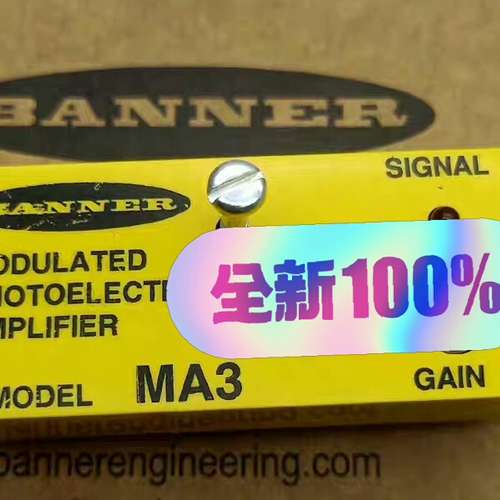 BANNER
SIGNAL
BANNER
ODULATED
HOTOELECT
MPLIFIER
全新100%
MODEL MA3
GAIN
bannerengineering.com